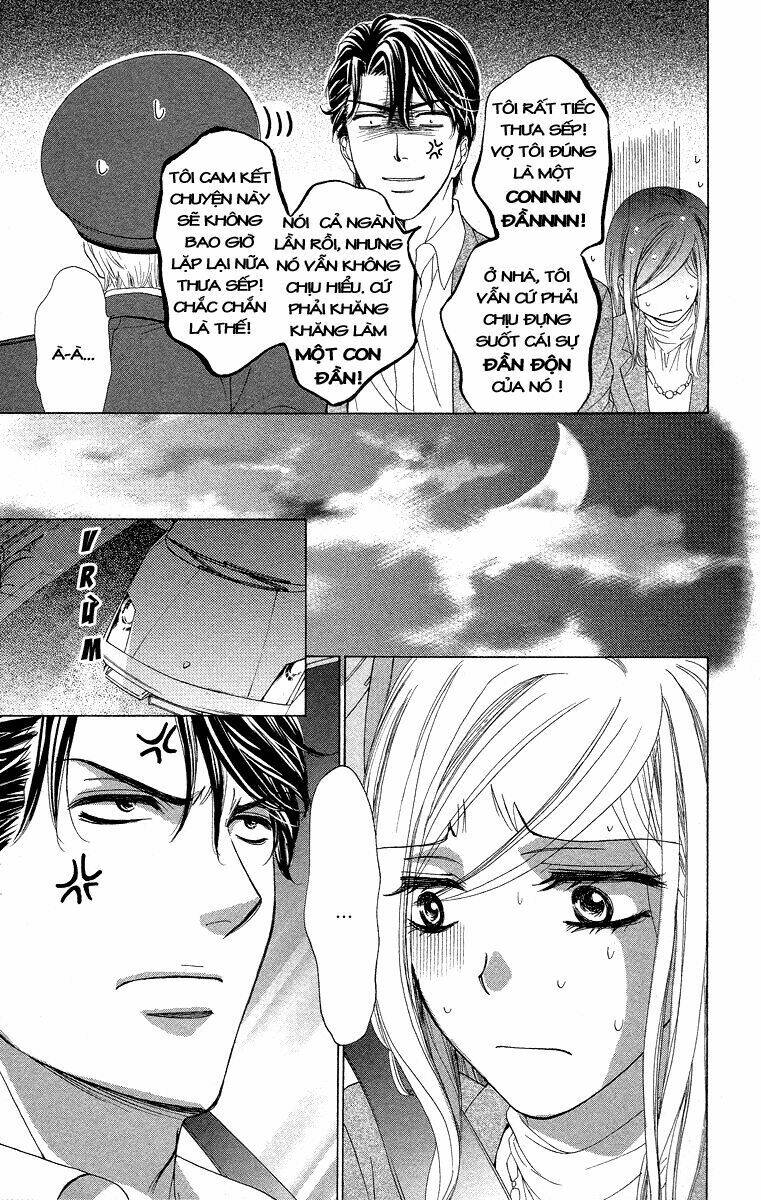 TÔI RẤT TIẾC
THƯA SẾP!
VỢ TÔI ĐÚNG
LÀ MỘT
CONNNN
ĐẦNNNN!
Ở NHÀ, TÔI
VẪN CỨ PHẢI
CHỊU ĐỰNG
SUỐT CÁI SỰ
ĐẦN ĐỘN
CỦA NÓ !
NÓI CẢ NGÀN
LẦN RỒI, NHƯNG
NÓ VẪN KHÔNG
CHỊU HIỂU. CỨ
PHẢI KHĂNG
KHĂNG LÀM
MỘT CON
ĐẦN!
TÔI CAM KẾT
CHUYỆN NÀY
SẼ KHÔNG
BAO GIỜ
LẶP LẠI NỮA
THƯA SẾP!
CHẮC CHẮN
LÀ THẾ!
À-À...
VRỪM
...